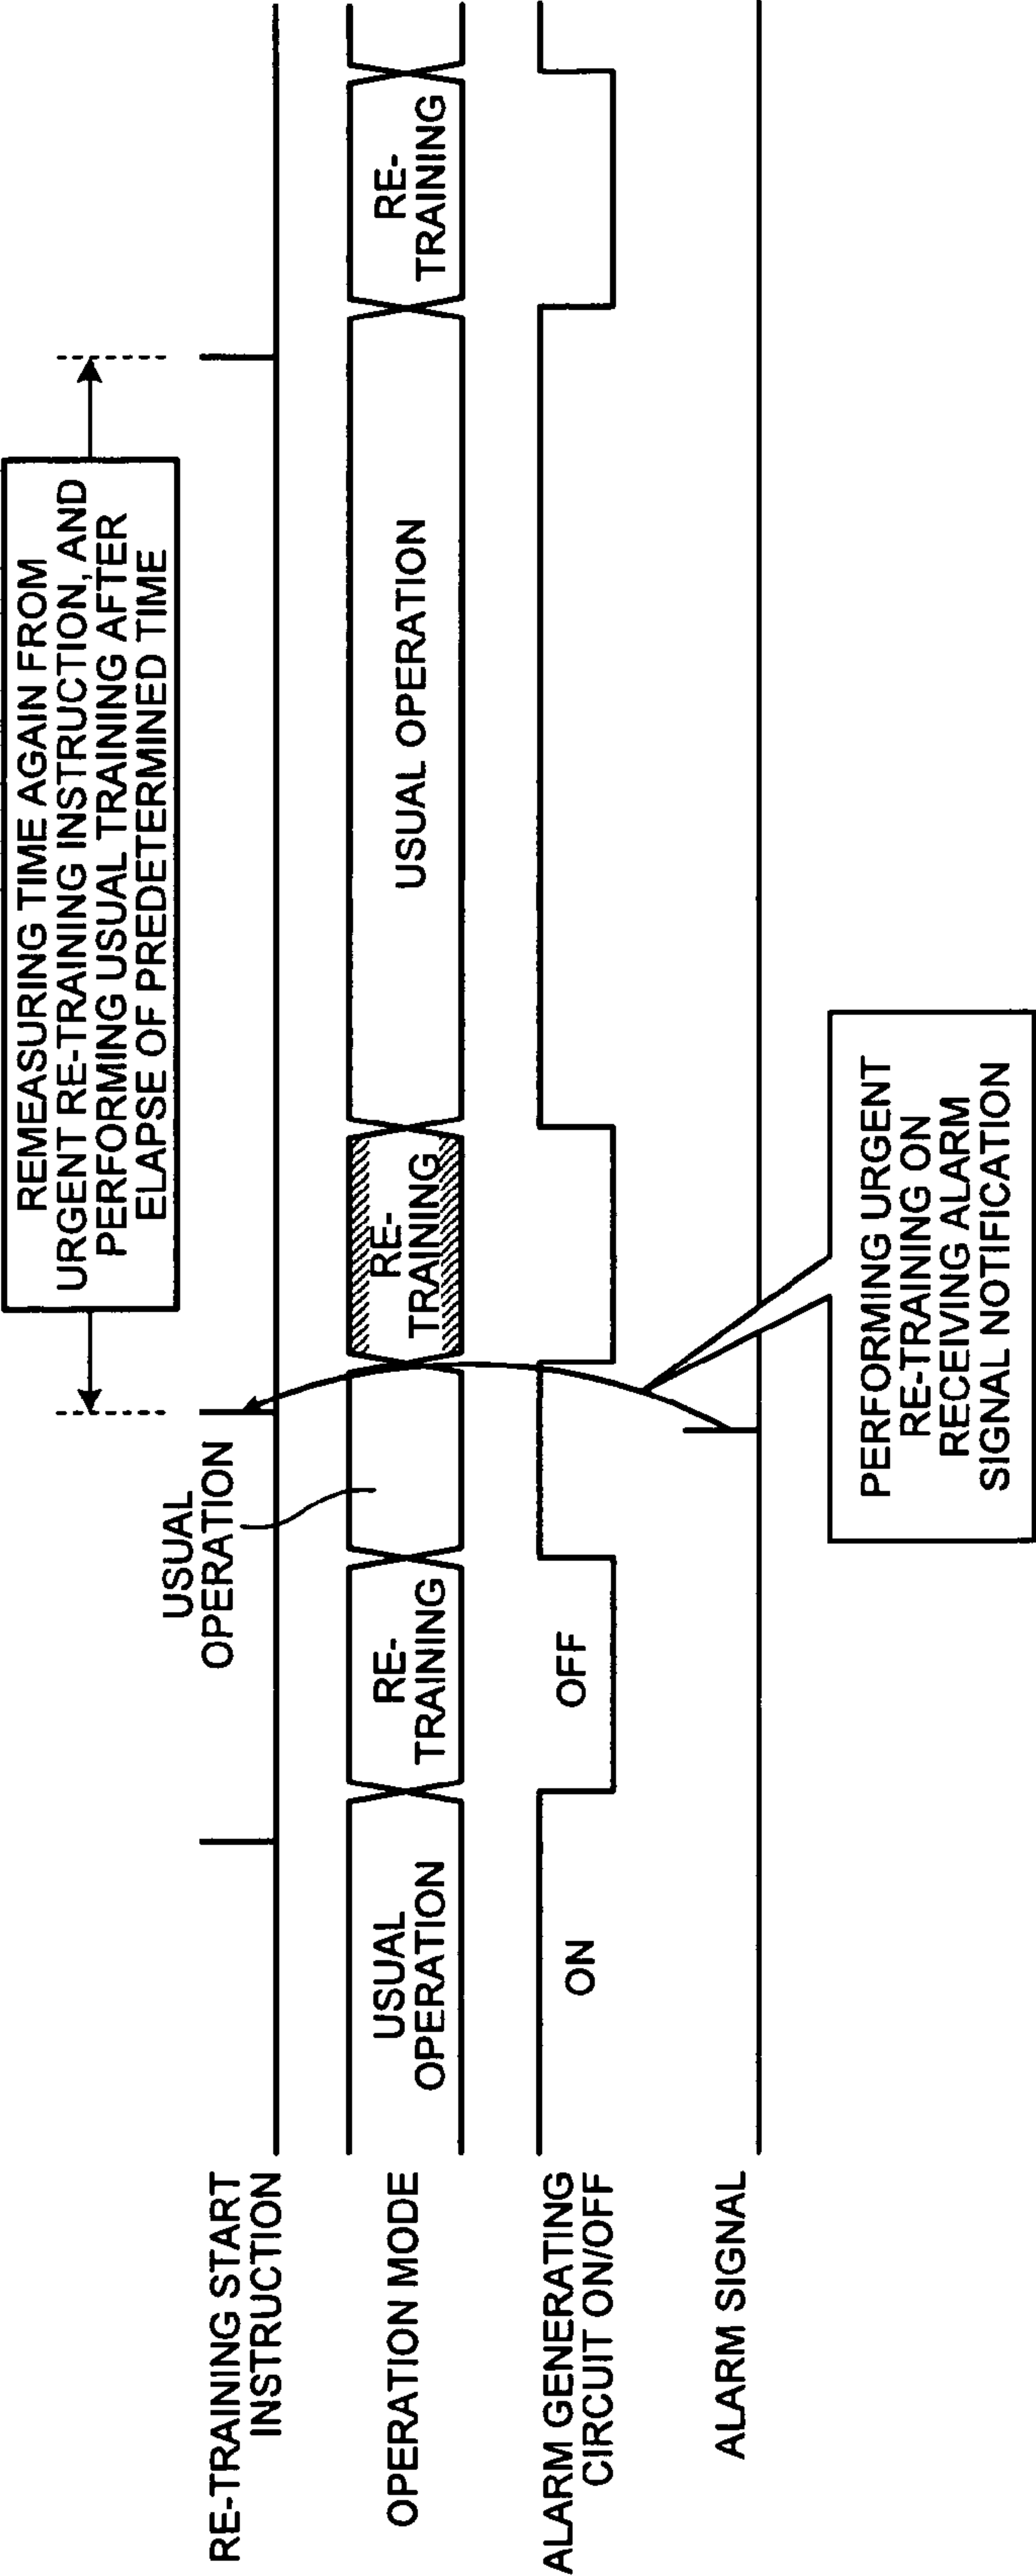 REMEASURING TIME AGAIN FROM
URGENT RE-TRAINING INSTRUCTION, AND
PERFORMING USUAL TRAINING AFTER
ELAPSE OF PREDETERMINED TIME
USUAL
OPERATION
RE-TRAINING START
INSTRUCTION
OPERATION MODE
USUAL
OPERATION
RE-
TRAINING
RE-
TRAINING
USUAL OPERATION
RE-
TRAINING
ALARM GENERATING
CIRCUIT ON/OFF
ON
OFF
ALARM SIGNAL
PERFORMING URGENT
RE-TRAINING ON
RECEIVING ALARM
SIGNAL NOTIFICATION